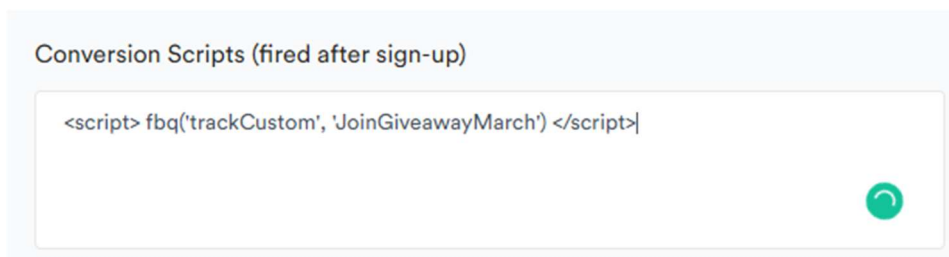 Conversion Scripts (fired after sign-up)
<script> fbq('trackCustom', 'JoinGiveawayMarch') </script>